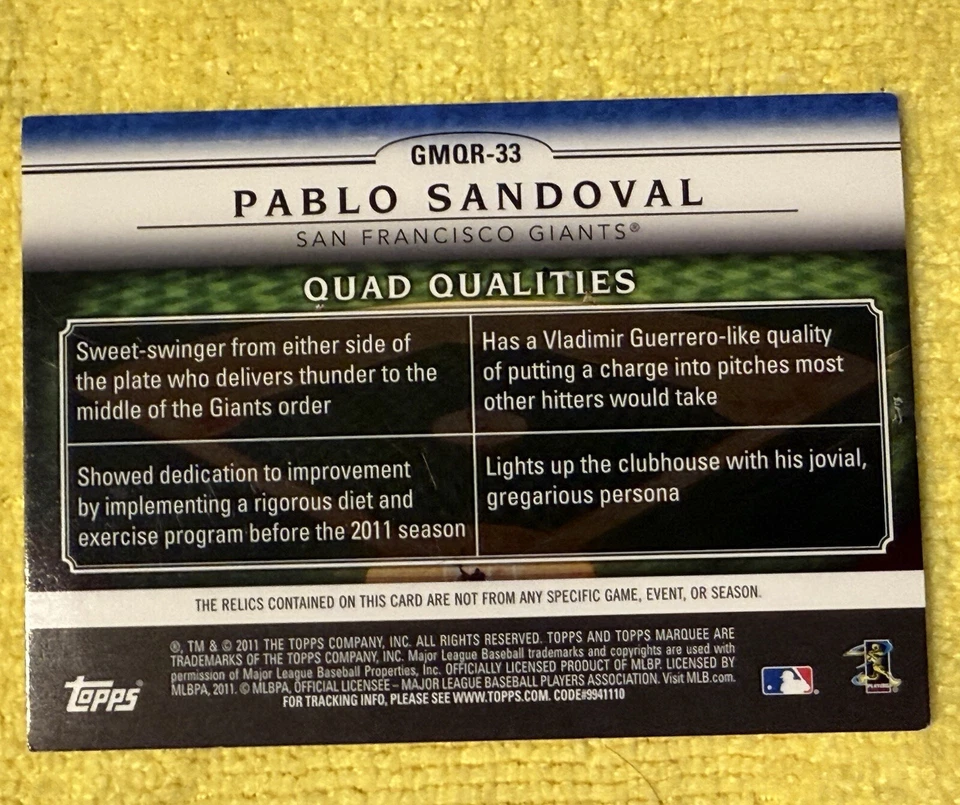 GMQR-33
PABLO SANDOVAL
SAN FRANCISCO GIANTS®
QUAD QUALITIES
Sweet-swinger from either side of
the plate who delivers thunder to the
middle of the Giants order
Has a Vladimir Guerrero-like quality
of putting a charge into pitches most
other hitters would take
Showed dedication to improvement
by implementing a rigorous diet and
exercise program before the 2011 season
Lights up the clubhouse with his jovial,
gregarious persona
THE RELICS CONTAINED ON THIS CARD ARE NOT FROM ANY SPECIFIC GAME, EVENT, OR SEASON.
®, TM & © 2011 THE TOPPS COMPANY, INC. ALL RIGHTS RESERVED. TOPPS AND TOPPS MARQUEE ARE
TRADEMARKS OF THE TOPPS COMPANY, INC. Major League Baseball trademarks and copyrights are used with
permission of Major League Baseball Properties, Inc. OFFICIALLY LICENSED PRODUCT OF MLBP. LICENSED BY
MLBPA, 2011. © MLBPA, OFFICIAL LICENSEE – MAJOR LEAGUE BASEBALL PLAYERS ASSOCIATION. Visit MLB.com.
FOR TRACKING INFO, PLEASE SEE WWW.TOPPS.COM. CODE#9941110
topps®